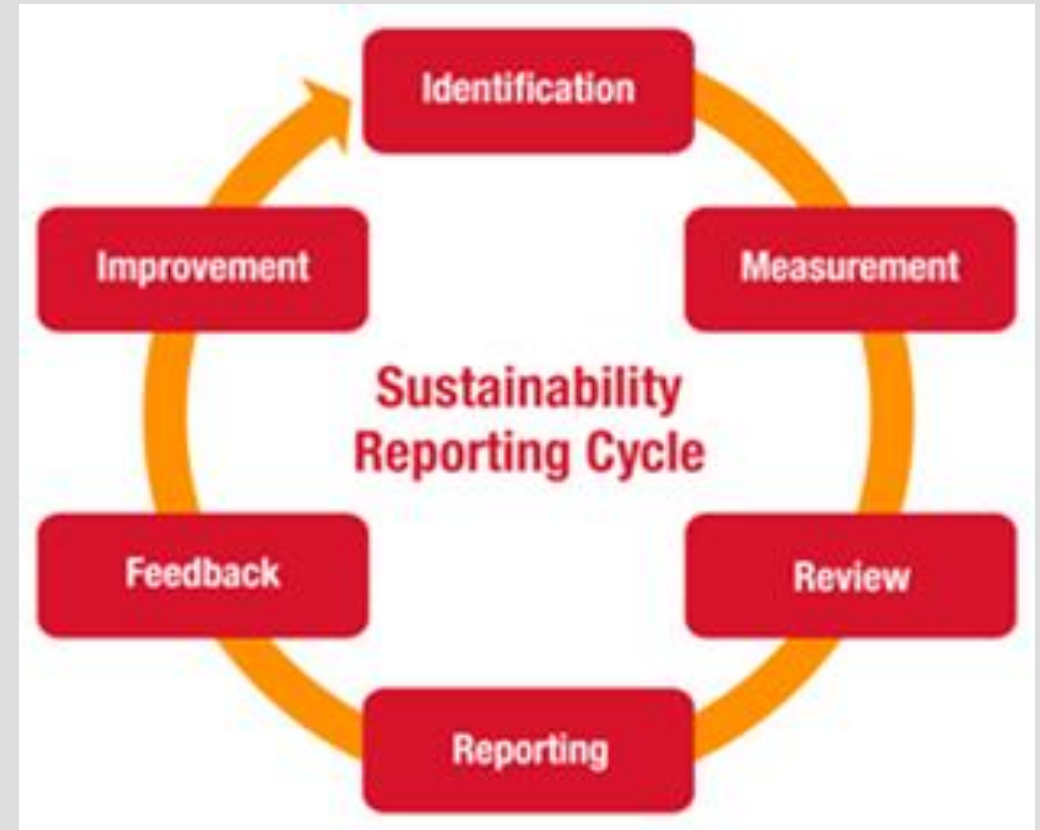 Identification
Measurement
Review
Reporting
Feedback
Improvement
Sustainability
Reporting Cycle